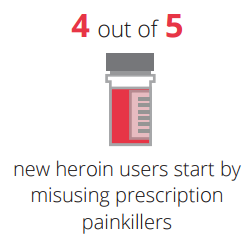 4 out of 5
new heroin users start by
misusing prescription
painkillers